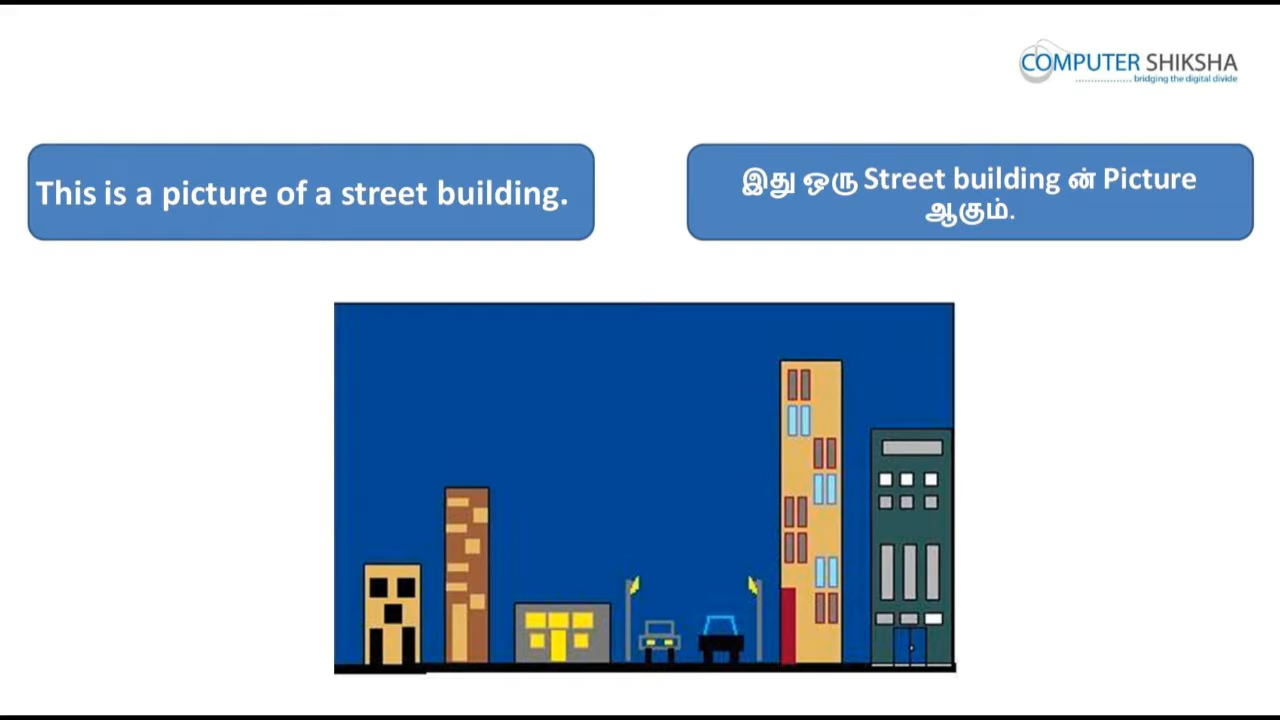 COMPUTER SHIKSHA
bridging the digital divide
This is a picture of a street building.
இது ஒரு Street building ன் Picture
ஆகும்.